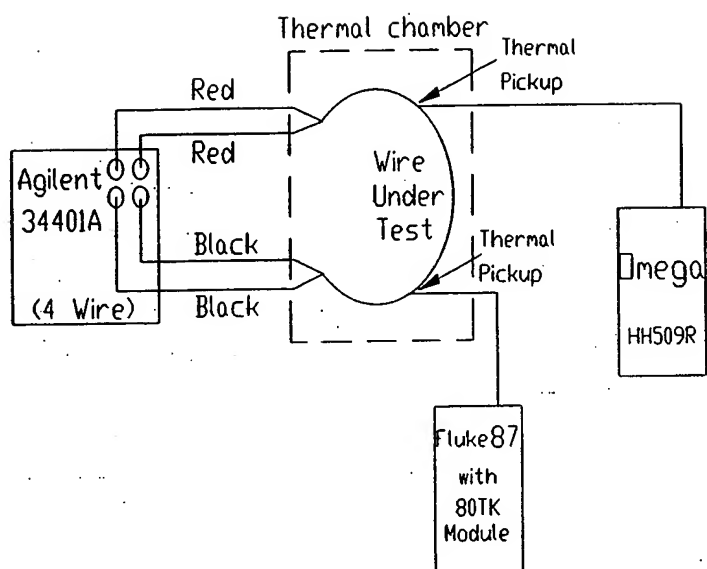 Thermal chamber
Thermal
Pickup
Red
Red
Agilent
34401A
(4 Wire)
Wire
Under
Test
Black
Black
Thermal
Pickup
Omega
HH509R
Fluke87
with
80TK
Module